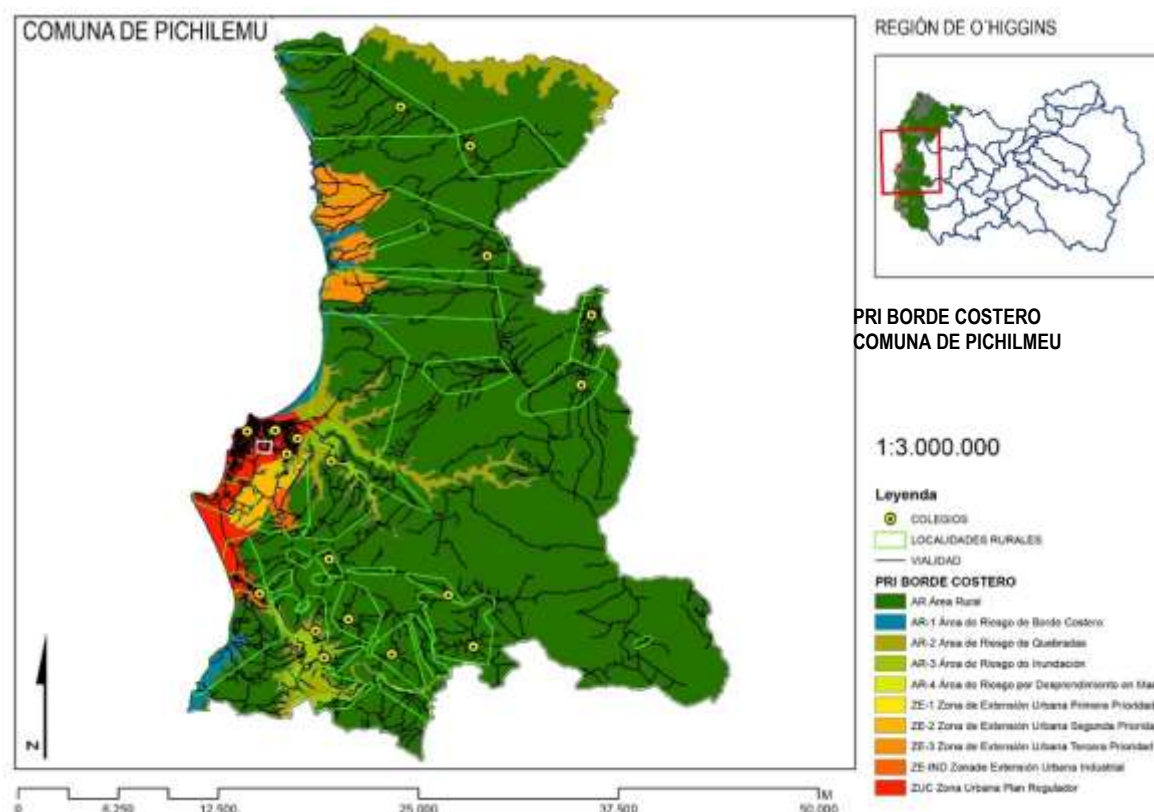 COMUNA DE PICHILEMU
REGIÓN DE O´HIGGINS
PRI BORDE COSTERO
COMUNA DE PICHILMEU
1:3.000.000
Leyenda
COLEGIOS
LOCALIDADES RURALES
VIALIDAD
PRI BORDE COSTERO
AR Área Rural
AR-1 Área de Riesgo de Borde Costero
AR-2 Área de Riesgo de Quebradas
AR-3 Área de Riesgo de Inundación
AR-4 Área de Riesgo por Desprendimiento en
ZE-1 Zona de Extensión Urbana Primera Prioridad
ZE-2 Zona de Extensión Urbana Segunda Priorida
ZE-3 Zona de Extensión Urbana Tercera Prioridad
ZE-IND Zonade Extensión Urbana Industrial
ZUC Zona Urbana Plan Regulador
N
M
0 6.250 12.500 25.000 37.500 50.000